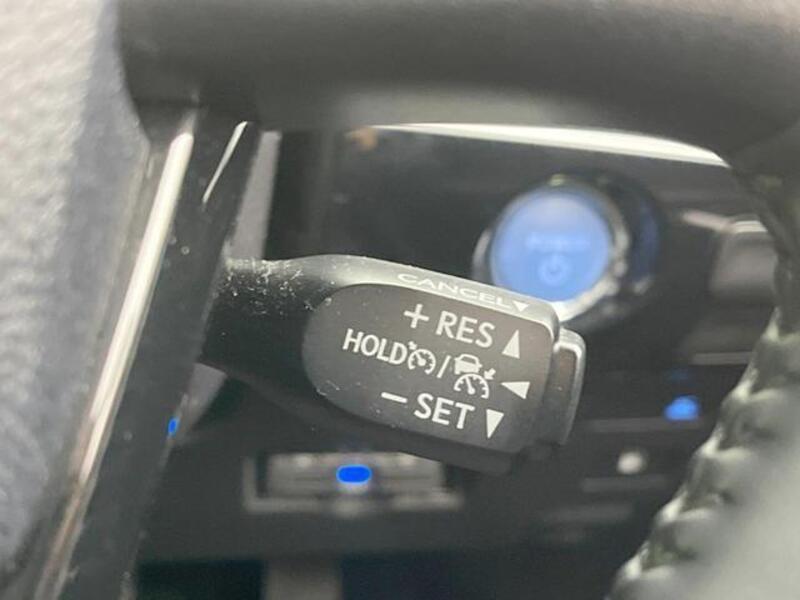 CANCEL▼
+ RES ▲
HOLD / ◀
− SET ▼